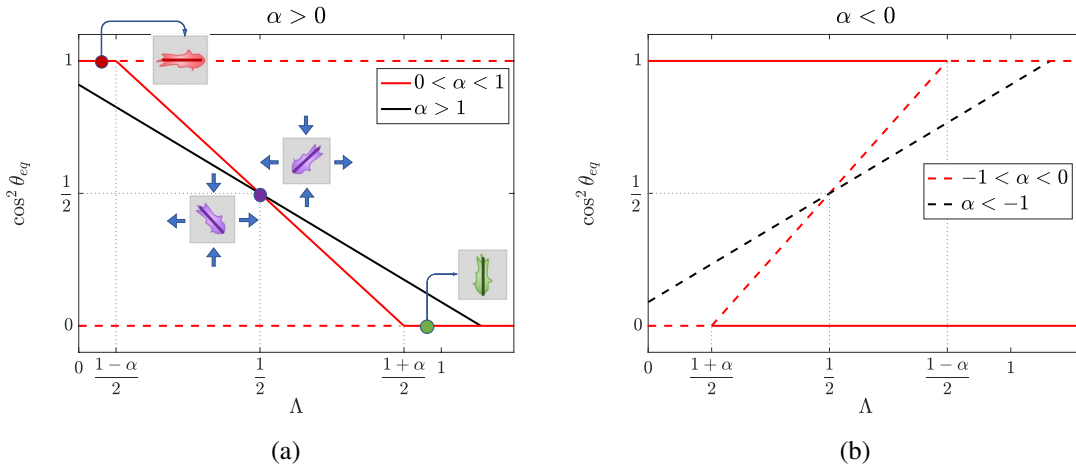 α > 0
cos² θ_eq
1
1/2
0
0 < α < 1
α > 1
0
(1 − α)/2
1/2
(1 + α)/2
1
Λ
(a)
α < 0
cos² θ_eq
1
1/2
0
−1 < α < 0
α < −1
0
(1 + α)/2
1/2
(1 − α)/2
1
Λ
(b)